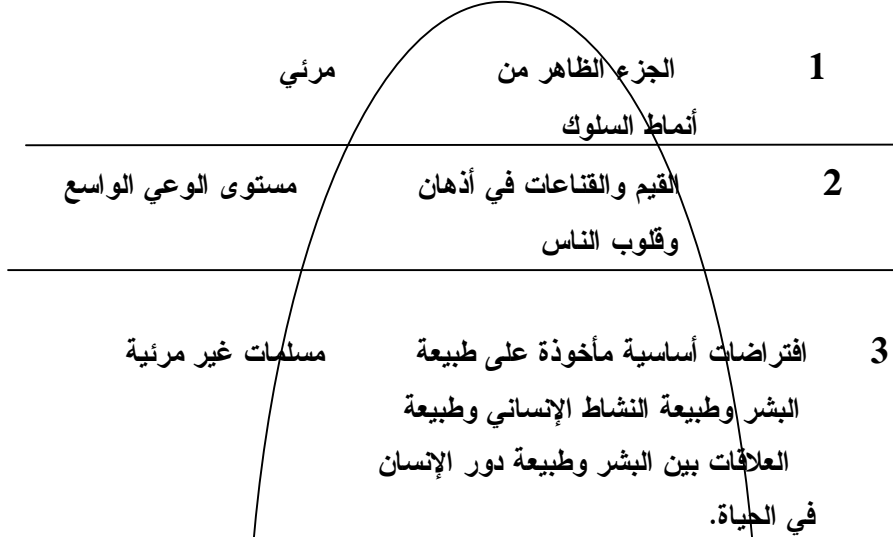 1 الجزء الظاهر من مرئي
أنماط السلوك
2 القيم والقناعات في أذهان مستوى الوعي الواسع
وقلوب الناس
3 افتراضات أساسية مأخوذة على طبيعة مسلمات غير مرئية
البشر وطبيعة النشاط الإنساني وطبيعة
العلاقات بين البشر وطبيعة دور الإنسان
في الحياة.